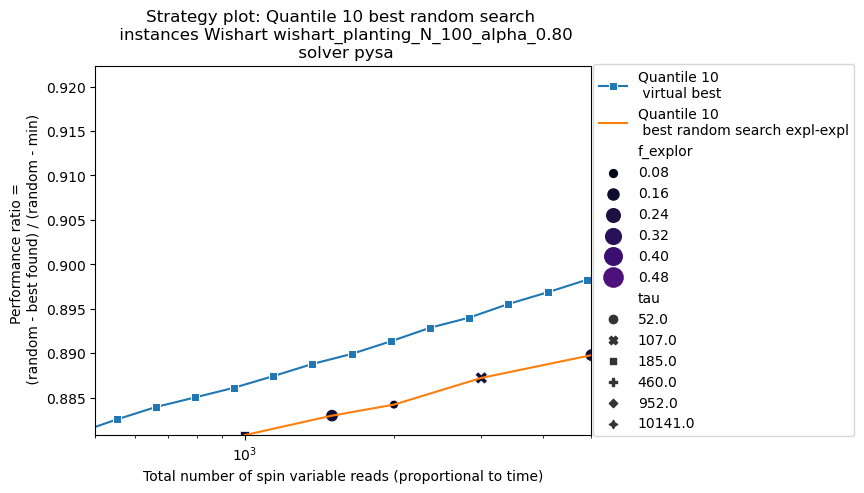 Strategy plot: Quantile 10 best random search
instances Wishart wishart_planting_N_100_alpha_0.80
solver pysa
Performance ratio =
(random - best found) / (random - min)
0.920
0.915
0.910
0.905
0.900
0.895
0.890
0.885
10^3
Total number of spin variable reads (proportional to time)
Quantile 10
virtual best
Quantile 10
best random search expl-expl
f_explor
0.08
0.16
0.24
0.32
0.40
0.48
tau
52.0
107.0
185.0
460.0
952.0
10141.0